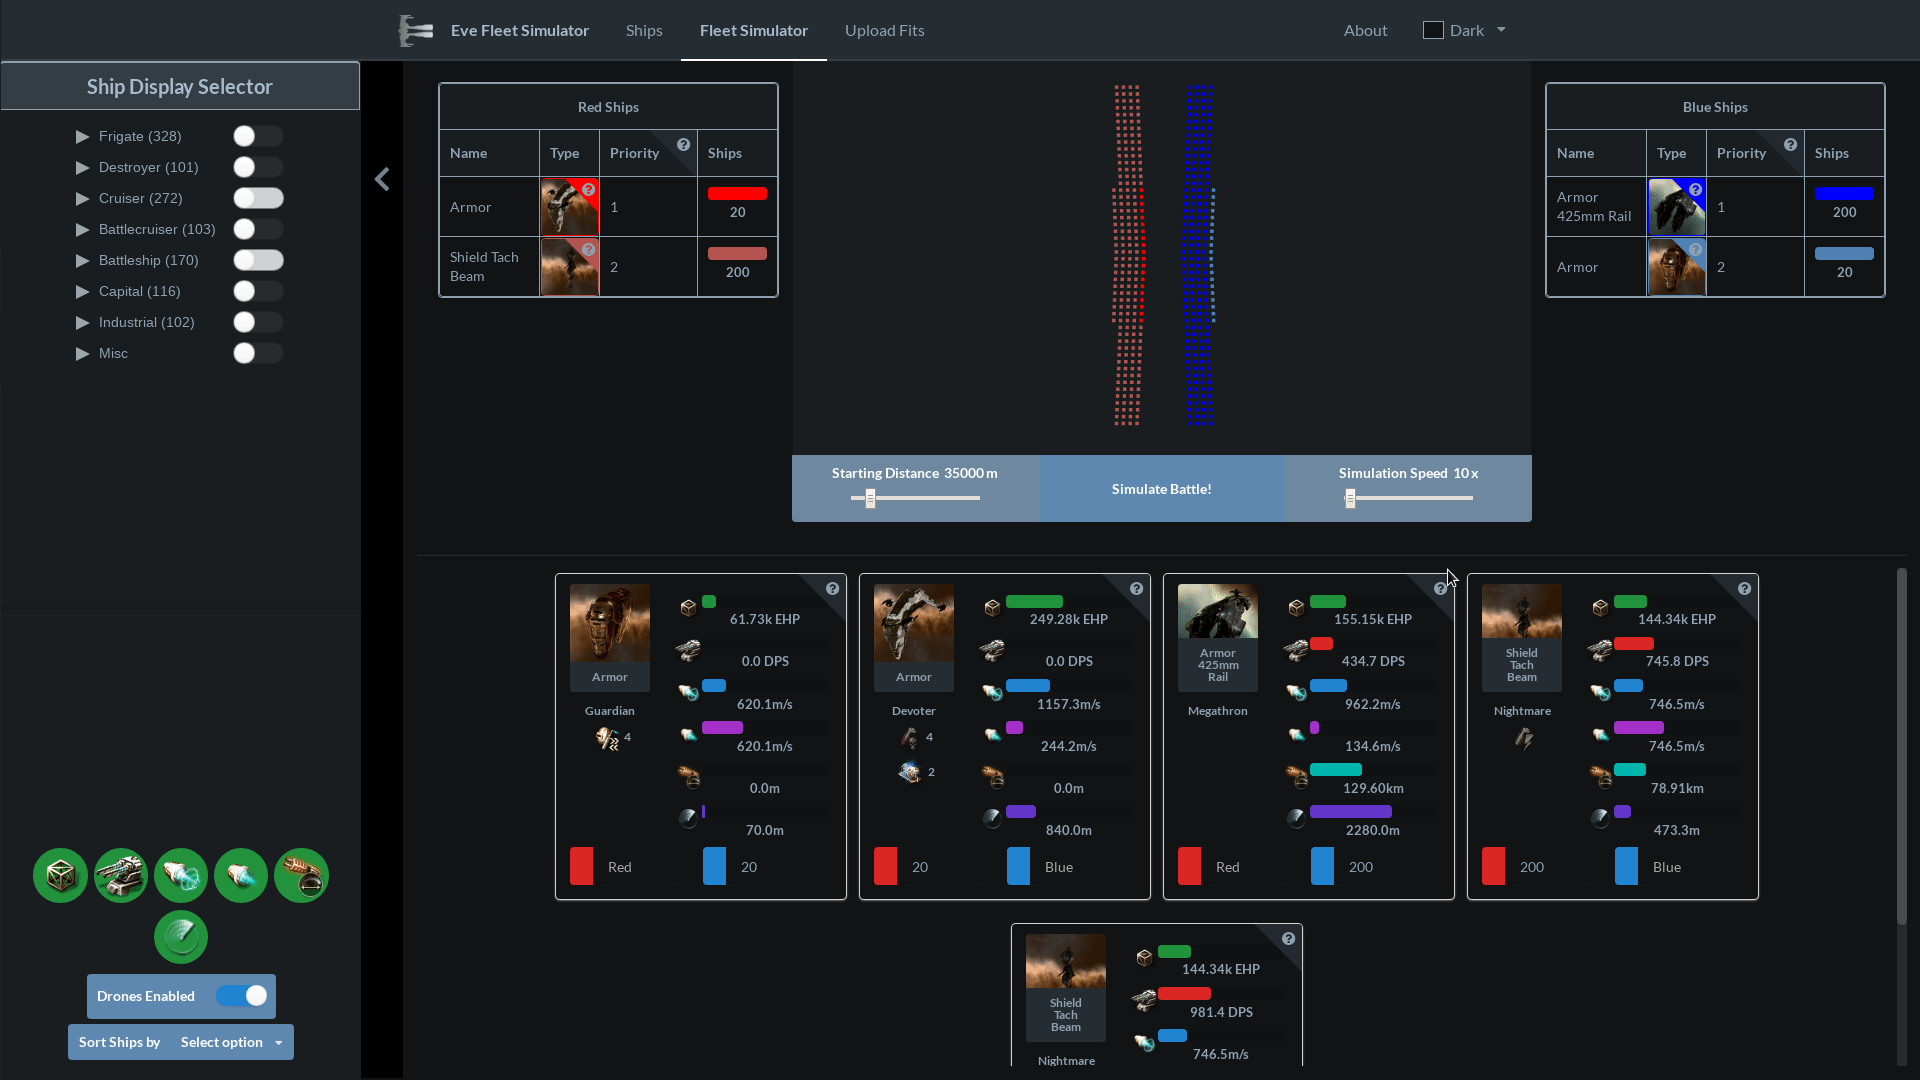 Eve Fleet Simulator
Ships
Fleet Simulator
Upload Fits
About
Dark
Ship Display Selector
Frigate (328)
Destroyer (101)
Cruiser (272)
Battlecruiser (103)
Battleship (170)
Capital (116)
Industrial (102)
Misc
Drones Enabled
Sort Ships by Select option
Red Ships
Name Type Priority Ships
Armor 1 20
Shield Tach
Beam 2 200
Blue Ships
Name Type Priority Ships
Armor
425mm Rail 1 200
Armor 2 20
Starting Distance 35000 m
Simulate Battle!
Simulation Speed 10 x
Armor
Guardian
4
61.73k EHP
0.0 DPS
620.1m/s
620.1m/s
0.0m
70.0m
Red 20
Armor
Devoter
4
2
249.28k EHP
0.0 DPS
1157.3m/s
244.2m/s
0.0m
840.0m
20 Blue
Armor
425mm
Rail
Megathron
155.15k EHP
434.7 DPS
962.2m/s
134.6m/s
129.60km
2280.0m
Red 200
Shield
Tach
Beam
Nightmare
144.34k EHP
745.8 DPS
746.5m/s
746.5m/s
78.91km
473.3m
200 Blue
Shield
Tach
Beam
Nightmare
144.34k EHP
981.4 DPS
746.5m/s